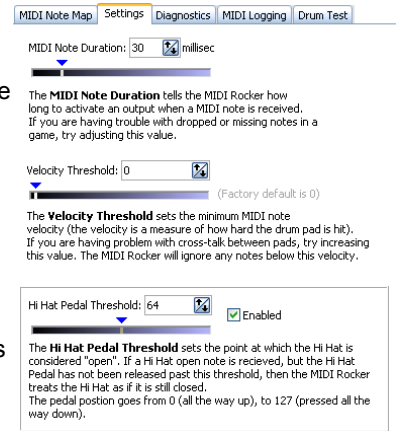 MIDI Note Map Settings Diagnostics MIDI Logging Drum Test
MIDI Note Duration: 30 millisec
e
The MIDI Note Duration tells the MIDI Rocker how
long to activate an output when a MIDI note is received.
If you are having trouble with dropped or missing notes in a
game, try adjusting this value.
Velocity Threshold: 0
(Factory default is 0)
The Velocity Threshold sets the minimum MIDI note
velocity (the velocity is a measure of how hard the drum pad is hit).
If you are having problem with cross-talk between pads, try increasing
this value. The MIDI Rocker will ignore any notes below this velocity.
Hi Hat Pedal Threshold: 64 Enabled
s
The Hi Hat Pedal Threshold sets the point at which the Hi Hat is
considered "open". If a Hi Hat open note is recieved, but the Hi Hat
Pedal has not been released past this threshold, then the MIDI Rocker
treats the Hi Hat as if it is still closed.
The pedal postion goes from 0 (all the way up), to 127 (pressed all the
way down).